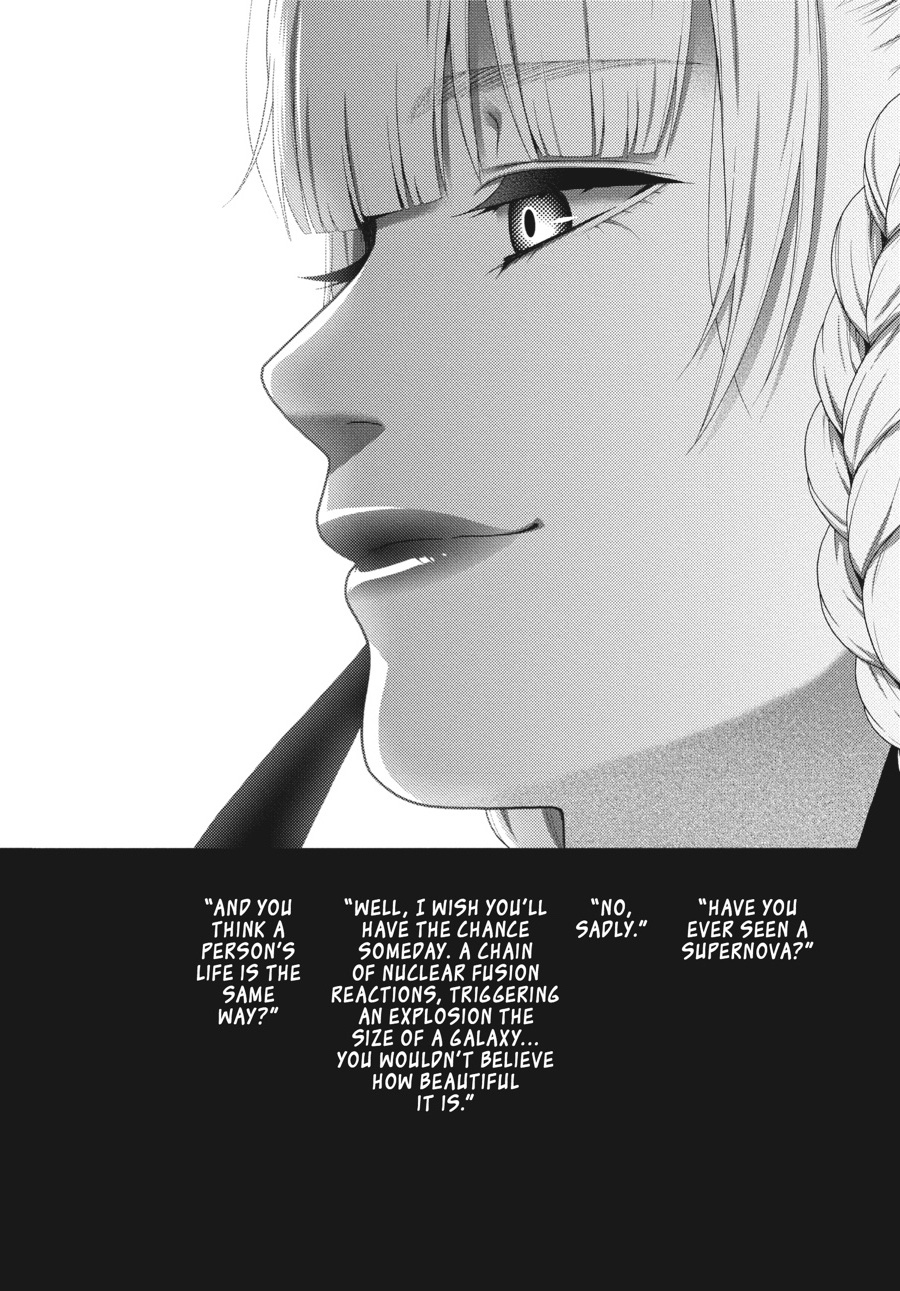 "HAVE YOU
EVER SEEN A
SUPERNOVA?"
"NO,
SADLY."
"WELL, I WISH YOU'LL
HAVE THE CHANCE
SOMEDAY. A CHAIN
OF NUCLEAR FUSION
REACTIONS, TRIGGERING
AN EXPLOSION THE
SIZE OF A GALAXY...
YOU WOULDN'T BELIEVE
HOW BEAUTIFUL
IT IS."
"AND YOU
THINK A
PERSON'S
LIFE IS THE
SAME
WAY?"